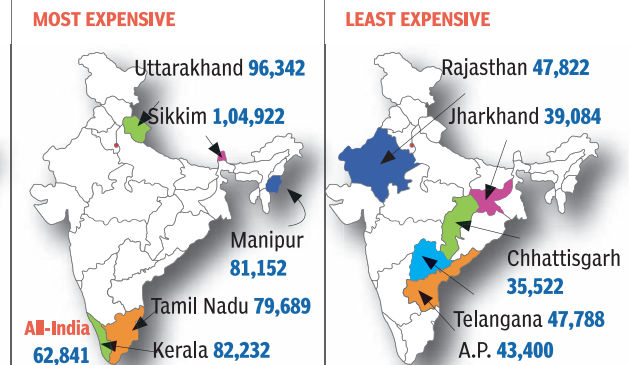 MOST EXPENSIVE
Uttarakhand 96,342
Sikkim 1,04,922
Manipur
81,152
Tamil Nadu 79,689
All-India
62,841
Kerala 82,232
LEAST EXPENSIVE
Rajasthan 47,822
Jharkhand 39,084
Chhattisgarh
35,522
Telangana 47,788
A.P. 43,400